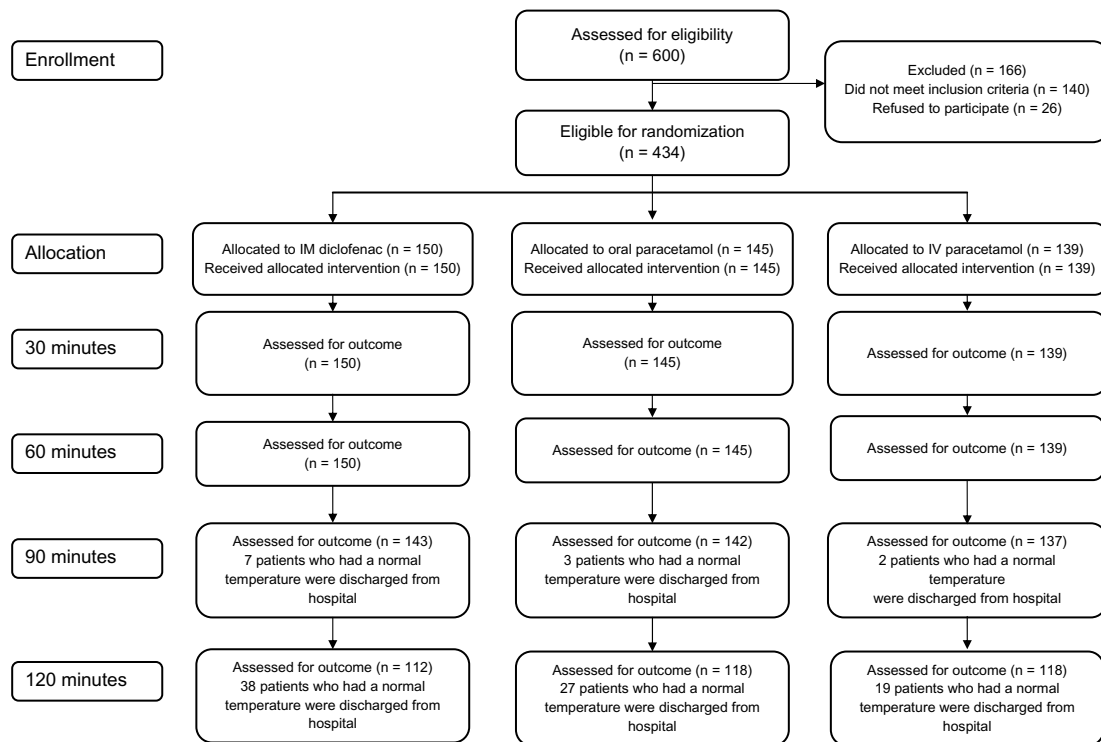 Enrollment
Assessed for eligibility
(n = 600)
Excluded (n = 166)
Did not meet inclusion criteria (n = 140)
Refused to participate (n = 26)
Eligible for randomization
(n = 434)
Allocation
Allocated to IM diclofenac (n = 150)
Received allocated intervention (n = 150)
Allocated to oral paracetamol (n = 145)
Received allocated intervention (n = 145)
Allocated to IV paracetamol (n = 139)
Received allocated intervention (n = 139)
30 minutes
Assessed for outcome
(n = 150)
Assessed for outcome
(n = 145)
Assessed for outcome (n = 139)
60 minutes
Assessed for outcome
(n = 150)
Assessed for outcome (n = 145)
Assessed for outcome (n = 139)
90 minutes
Assessed for outcome (n = 143)
7 patients who had a normal
temperature were discharged from
hospital
Assessed for outcome (n = 142)
3 patients who had a normal
temperature were discharged from
hospital
Assessed for outcome (n = 137)
2 patients who had a normal
temperature
were discharged from hospital
120 minutes
Assessed for outcome (n = 112)
38 patients who had a normal
temperature were discharged from
hospital
Assessed for outcome (n = 118)
27 patients who had a normal
temperature were discharged from
hospital
Assessed for outcome (n = 118)
19 patients who had a normal
temperature were discharged from
hospital